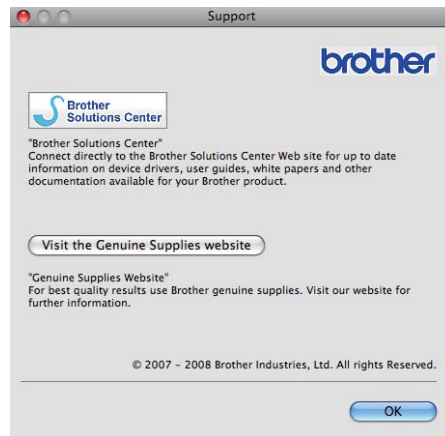 Support
brother
Brother
Solutions Center
"Brother Solutions Center"
Connect directly to the Brother Solutions Center Web site for up to date
information on device drivers, user guides, white papers and other
documentation available for your Brother product.
Visit the Genuine Supplies website
"Genuine Supplies Website"
For best quality results use Brother genuine supplies. Visit our website for
further information.
© 2007 – 2008 Brother Industries, Ltd. All rights Reserved.
OK